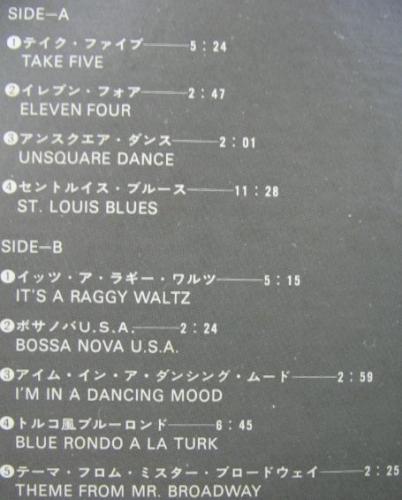 SIDE—A
❶テイク・ファイブ——5：24
TAKE FIVE
❷イレブン・フォア——2：47
ELEVEN FOUR
❸アンスクエア・ダンス——2：01
UNSQUARE DANCE
❹セントルイス・ブルース——11：28
ST. LOUIS BLUES
SIDE—B
❶イッツ・ア・ラギー・ワルツ——5：15
IT'S A RAGGY WALTZ
❷ボサノバU.S.A.——2：24
BOSSA NOVA U.S.A.
❸アイム・イン・ア・ダンシング・ムード——2：59
I'M IN A DANCING MOOD
❹トルコ風ブルーロンド——6：45
BLUE RONDO A LA TURK
❺テーマ・フロム・ミスター・ブロードウェイ——2：25
THEME FROM MR. BROADWAY